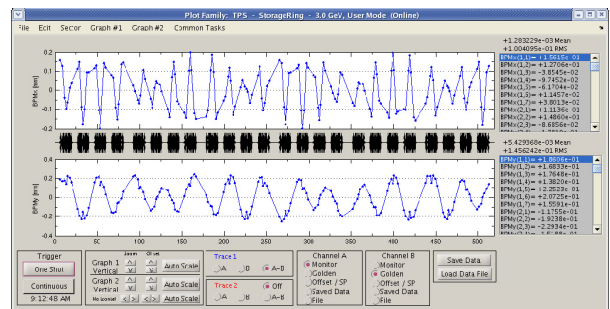 Plot Family: TPS - StorageRing - 3.0 GeV, User Mode (Online)
File Edit Sector Graph #1 Graph #2 Common Tasks
+1.283229e-03 Mean
+1.004095e-01 RMS
BPMx(1,1)= +1.5615e-01
BPMx(1,2)= +1.2706e-01
BPMx(1,3)= -3.8545e-02
BPMx(1,4)= -9.7452e-02
BPMx(1,5)= -6.1704e-02
BPMx(1,6)= +1.1457e-02
BPMx(1,7)= +3.8013e-02
BPMx(2,1)= +1.1136e-01
BPMx(2,2)= +1.4860e-01
BPMx(2,3)= -8.6856e-02
BPMx [mm]
0.2
0.1
0
-0.1
-0.2
+5.429368e-03 Mean
+1.456242e-01 RMS
BPMy(1,1)= +1.8606e-01
BPMy(1,2)= +1.6833e-01
BPMy(1,3)= +1.7648e-01
BPMy(1,4)= +1.3820e-01
BPMy(1,5)= +2.2523e-01
BPMy(1,6)= +2.0725e-01
BPMy(1,7)= +1.5591e-01
BPMy(2,1)= -1.1755e-01
BPMy(2,2)= -1.9238e-01
BPMy(2,3)= -2.2934e-01
BPMy [mm]
0.4
0.2
0
-0.2
-0.4
0 50 100 150 200 250 300 350 400 450 500
Trigger
One Shot
Continuous
9:12:48 AM
Zoom Offset
Graph 1
Vertical
Auto Scale
Graph 2
Vertical
Auto Scale
Horizontal
< > < > Auto Scale
Trace 1
A B A-B
Trace 2 Off
A B A-B
Channel A
Monitor
Golden
Offset / SP
Saved Data
File
Channel B
Monitor
Golden
Offset / SP
Saved Data
File
Save Data
Load Data File